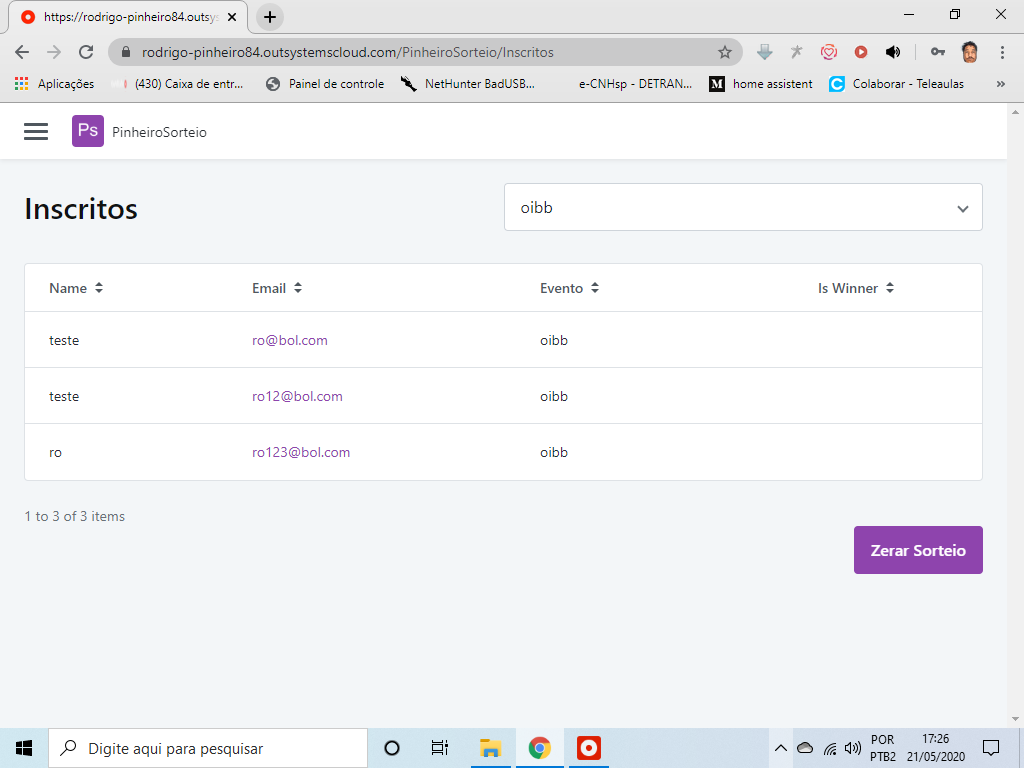 https://rodrigo-pinheiro84.outsys
rodrigo-pinheiro84.outsystemscloud.com/PinheiroSorteio/Inscritos
Aplicações (430) Caixa de entr... Painel de controle NetHunter BadUSB... e-CNHsp - DETRAN... M home assistent C Colaborar - Teleaulas »
Ps PinheiroSorteio
Inscritos oibb
Name Email Evento Is Winner
teste ro@bol.com oibb
teste ro12@bol.com oibb
ro ro123@bol.com oibb
1 to 3 of 3 items
Zerar Sorteio
Digite aqui para pesquisar
POR
PTB2
17:26
21/05/2020